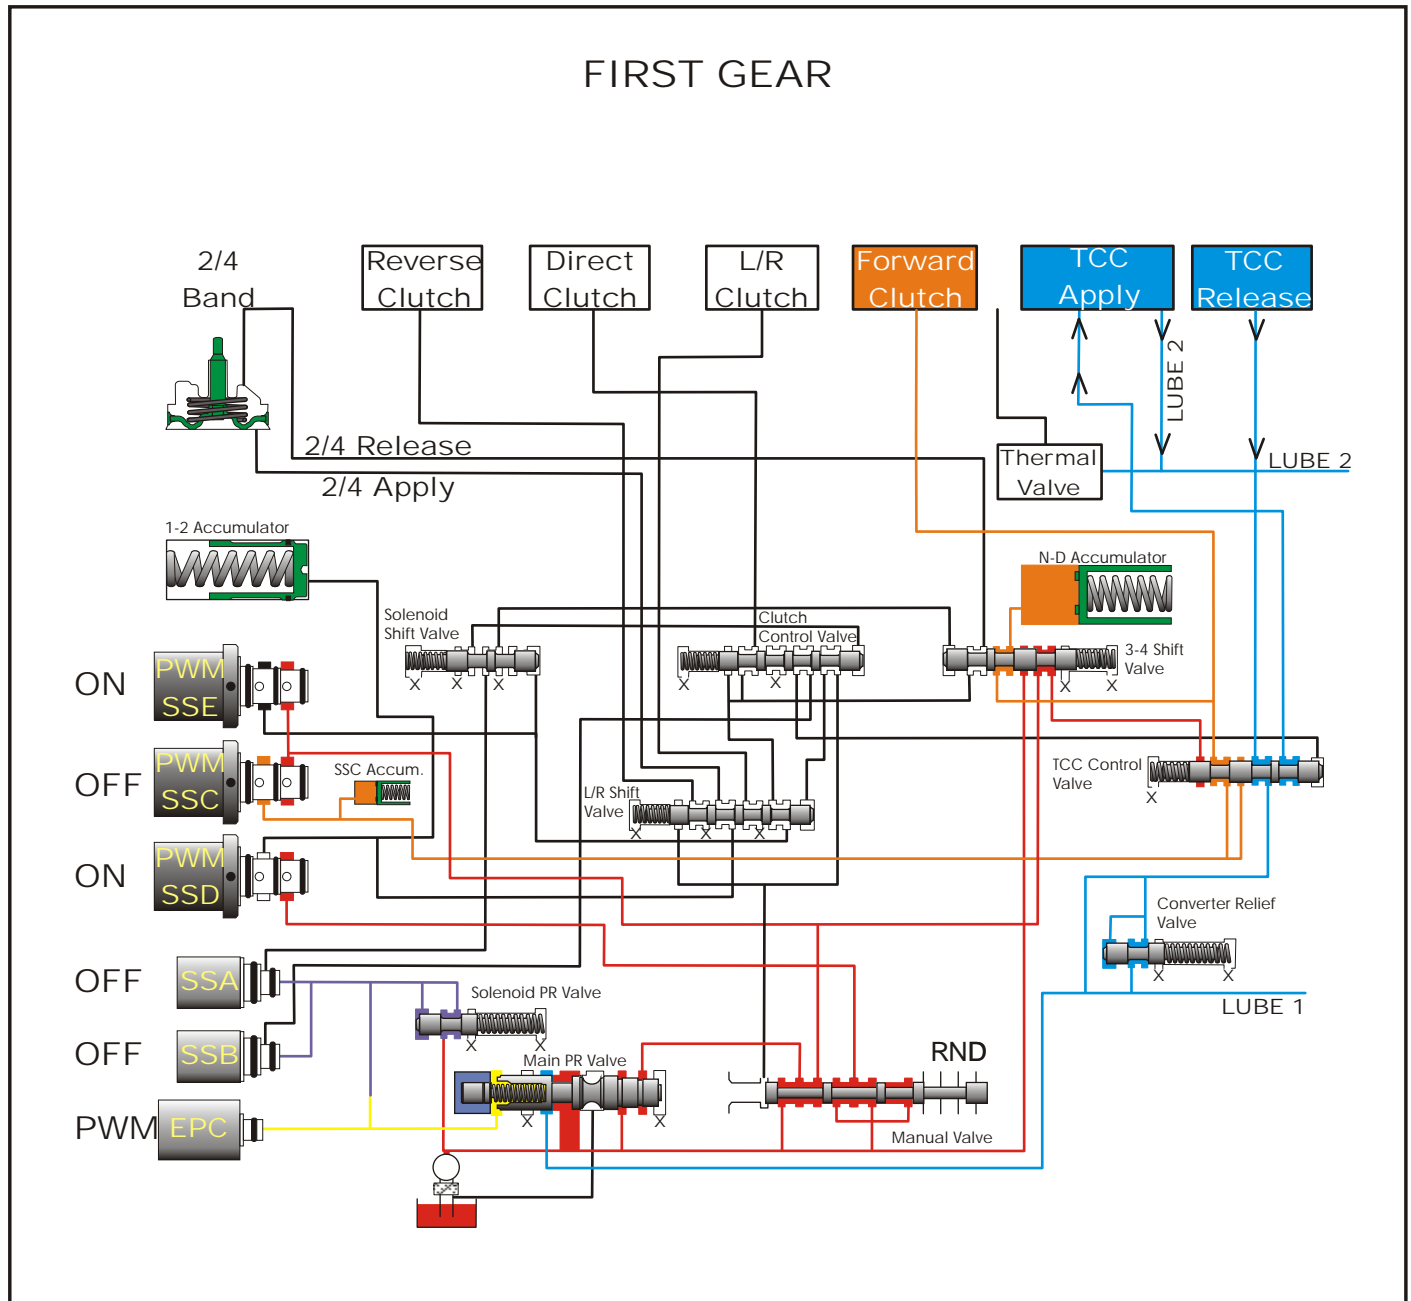 FIRST GEAR
2/4
Band
Reverse
Clutch
Direct
Clutch
L/R
Clutch
Forward
Clutch
TCC
Apply
TCC
Release
LUBE 2
2/4 Release
2/4 Apply
Thermal
Valve
LUBE 2
1-2 Accumulator
N-D Accumulator
Solenoid
Shift Valve
Clutch
Control Valve
3-4 Shift
Valve
X
X
X
X
X
X
X
ON
PWM
SSE
OFF
PWM
SSC
SSC Accum.
L/R Shift
Valve
X
X
X
TCC Control
Valve
X
ON
PWM
SSD
Converter Relief
Valve
X
X
OFF
SSA
Solenoid PR Valve
LUBE 1
X
X
OFF
SSB
Main PR Valve
RND
X
X
PWM
EPC
Manual Valve